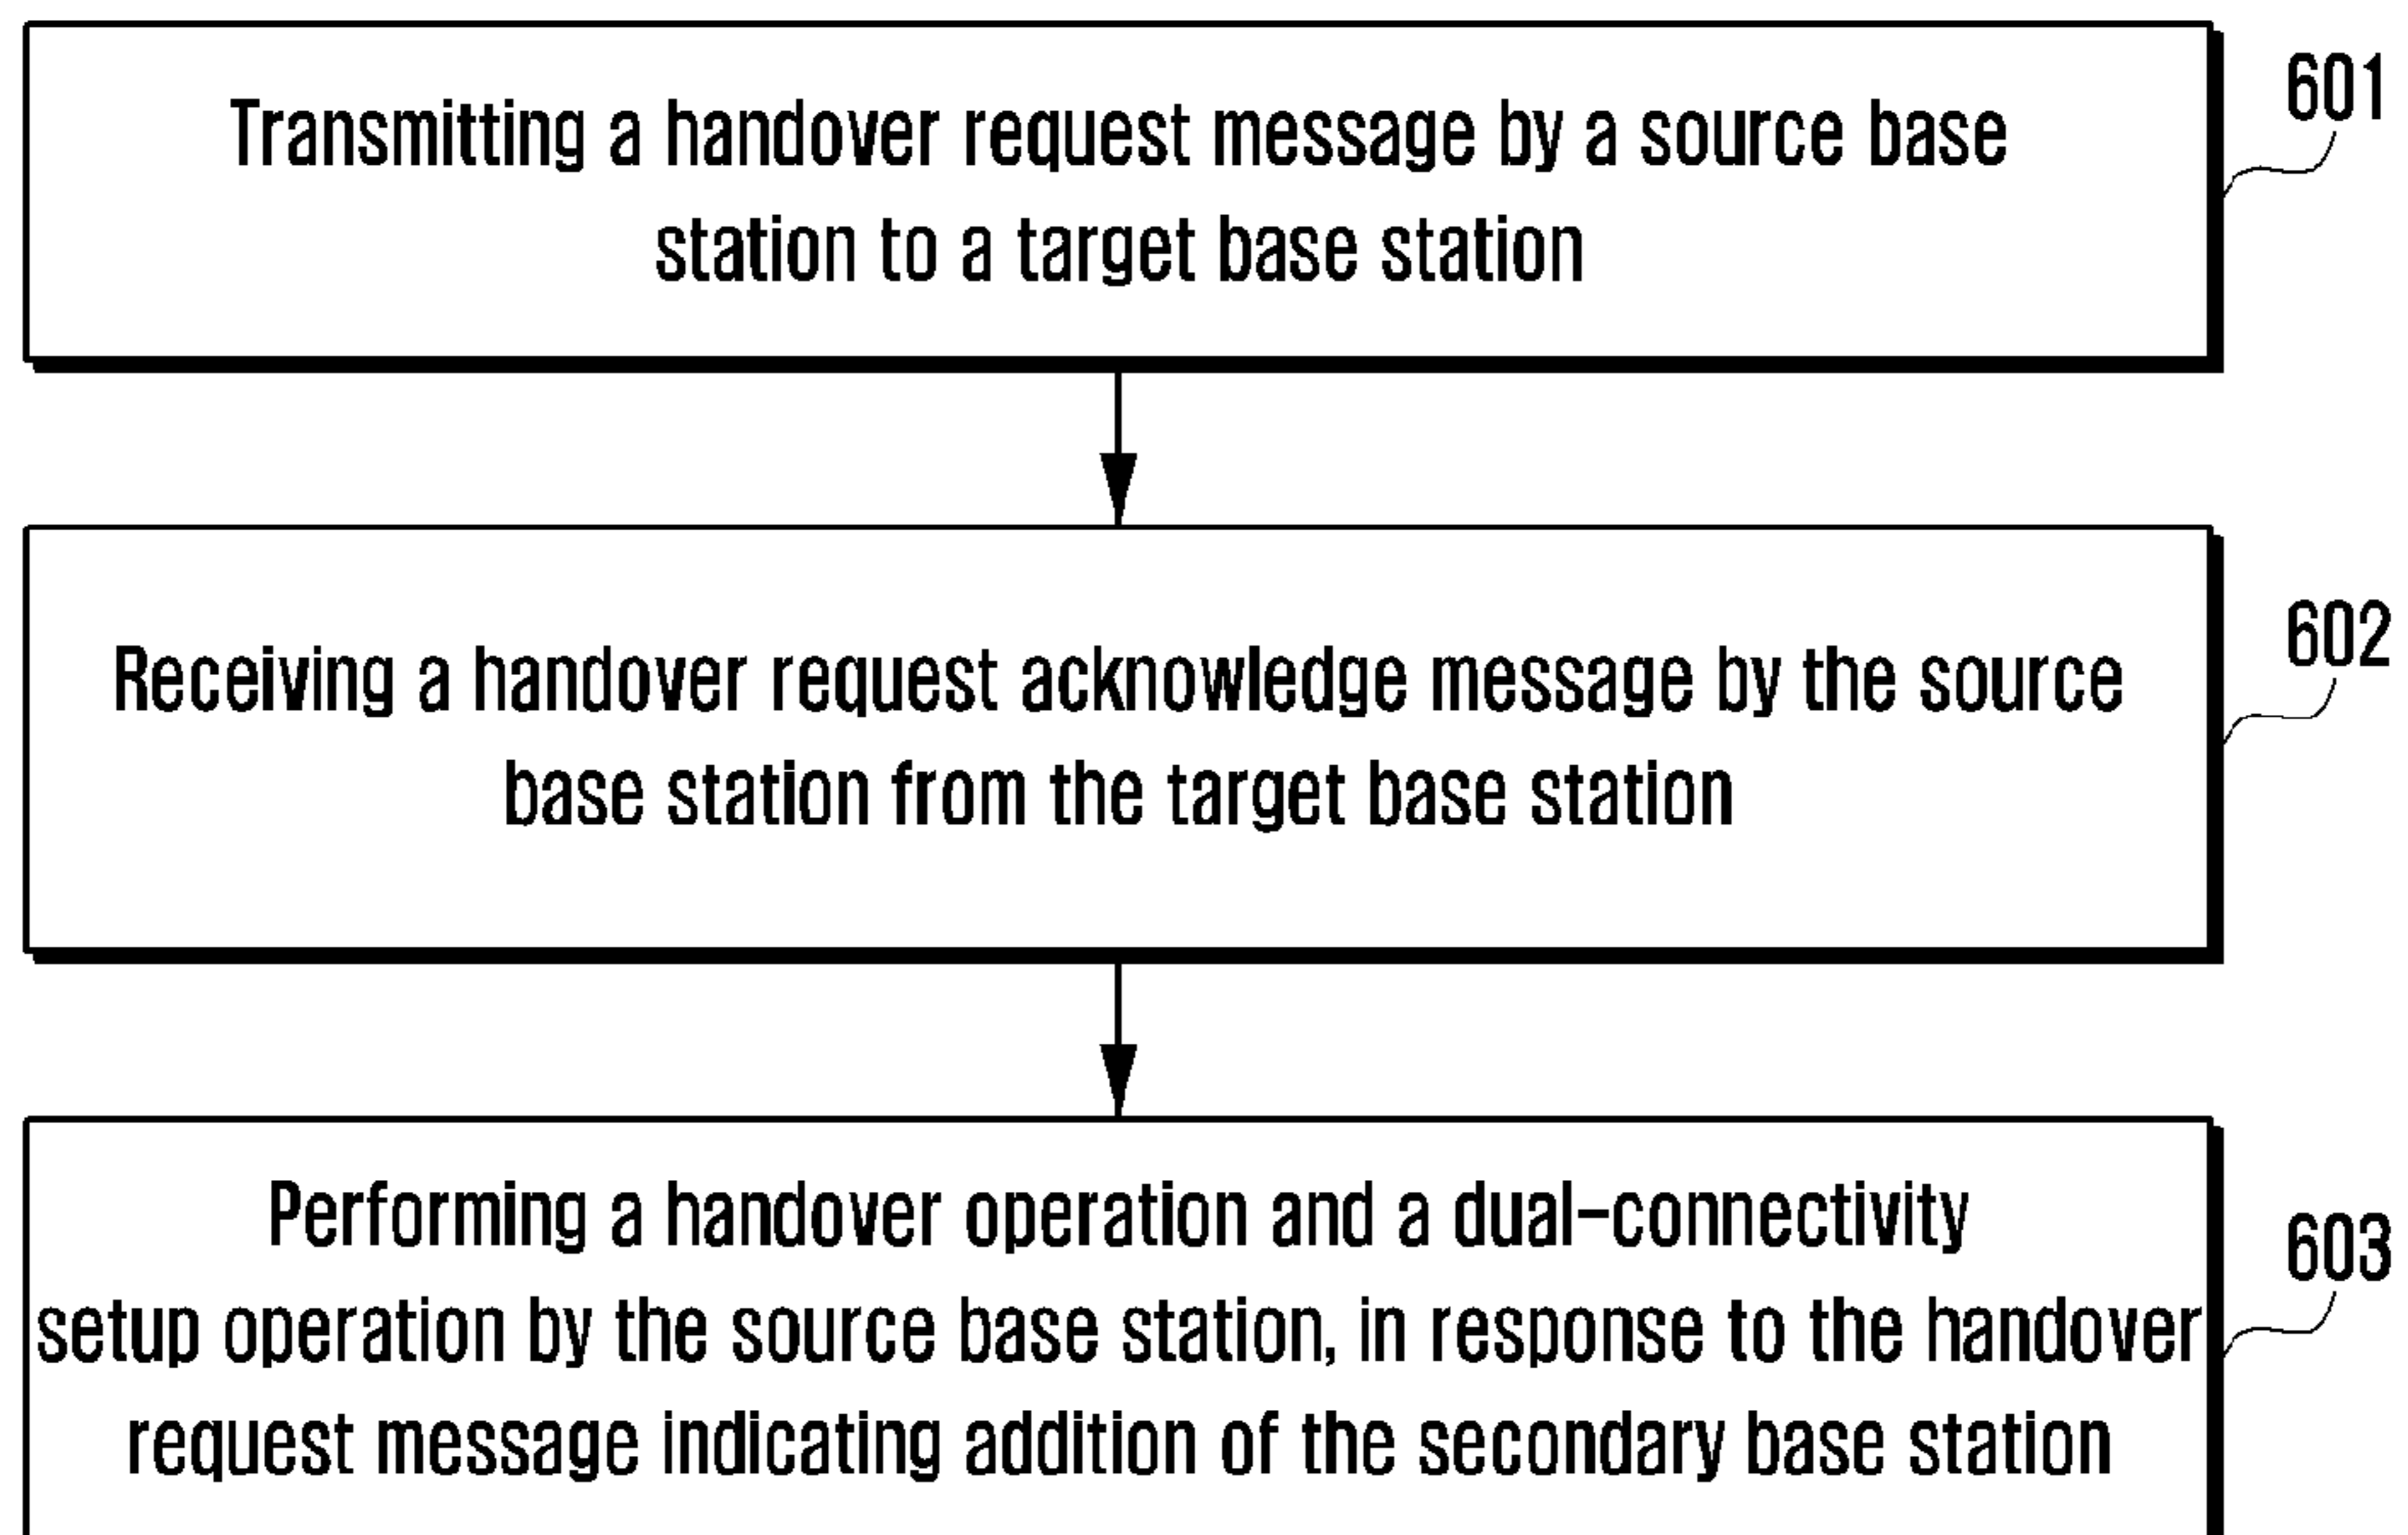 Transmitting a handover request message by a source base
station to a target base station
601
Receiving a handover request acknowledge message by the source
base station from the target base station
602
Performing a handover operation and a dual-connectivity
setup operation by the source base station, in response to the handover
request message indicating addition of the secondary base station
603